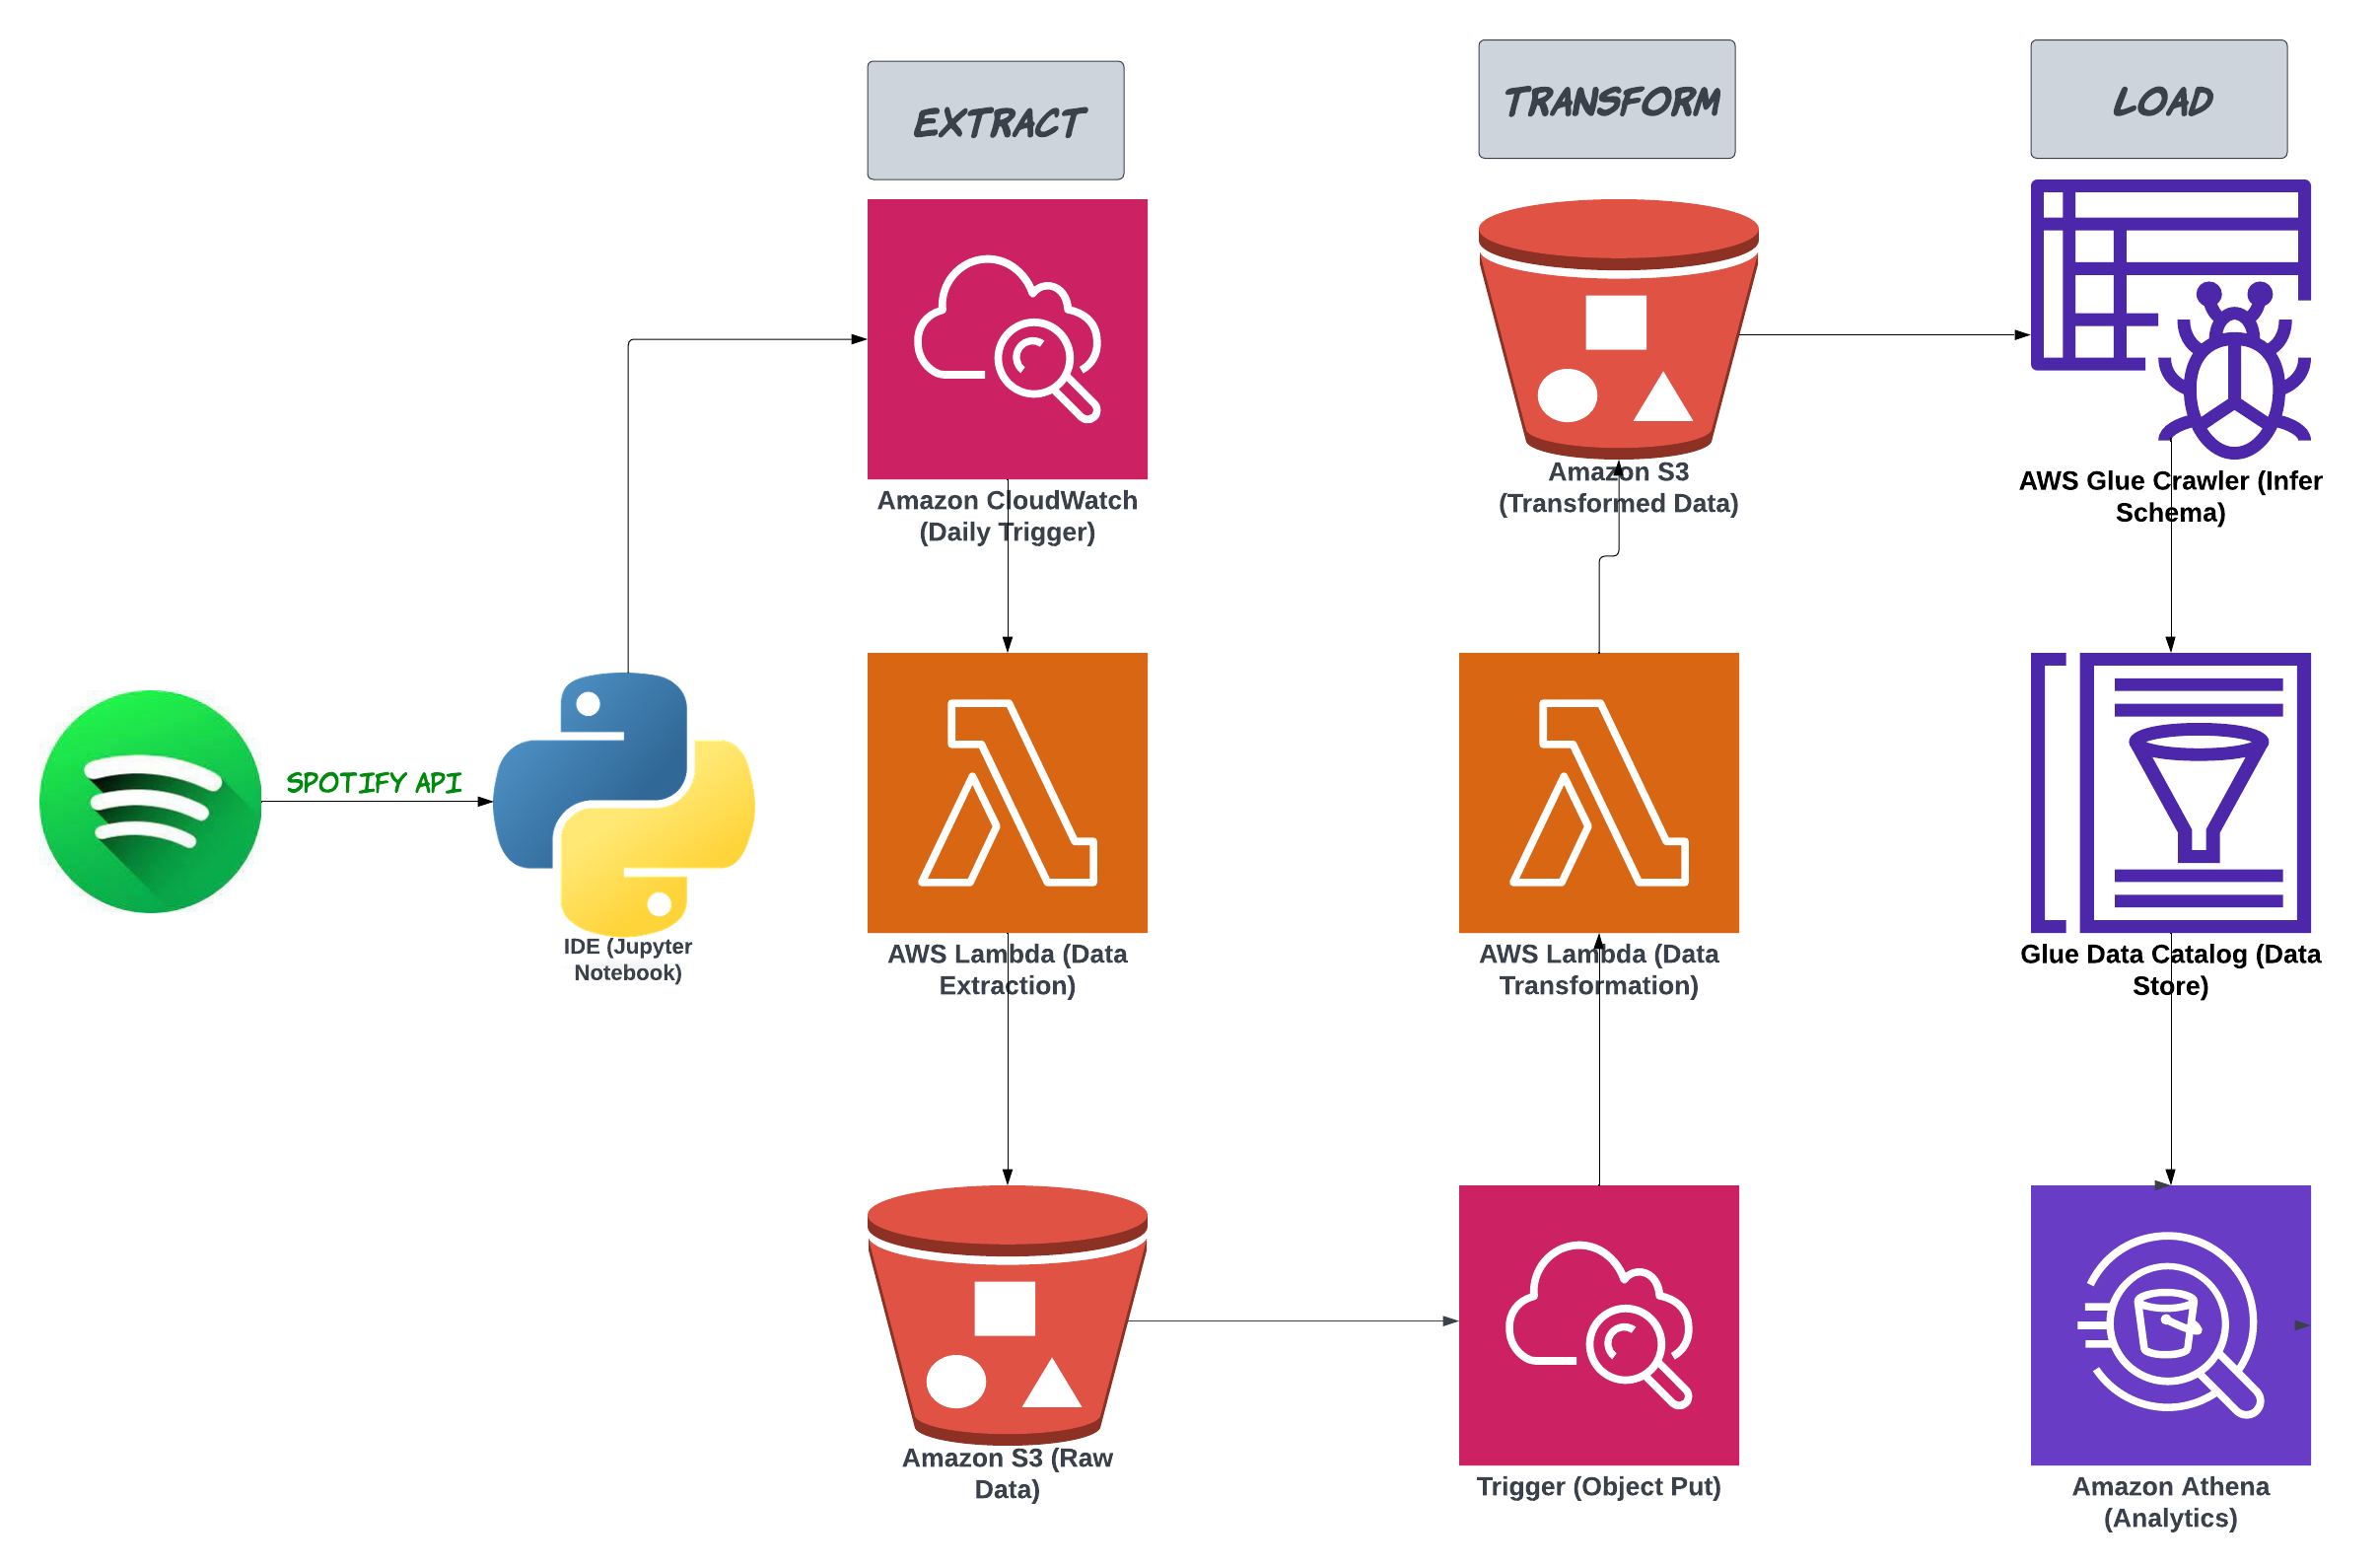 EXTRACT
TRANSFORM
LOAD
Amazon CloudWatch
(Daily Trigger)
Amazon S3
(Transformed Data)
AWS Glue Crawler (Infer
Schema)
SPOTIFY API
IDE (Jupyter
Notebook)
AWS Lambda (Data
Extraction)
AWS Lambda (Data
Transformation)
Glue Data Catalog (Data
Store)
Amazon S3 (Raw
Data)
Trigger (Object Put)
Amazon Athena
(Analytics)